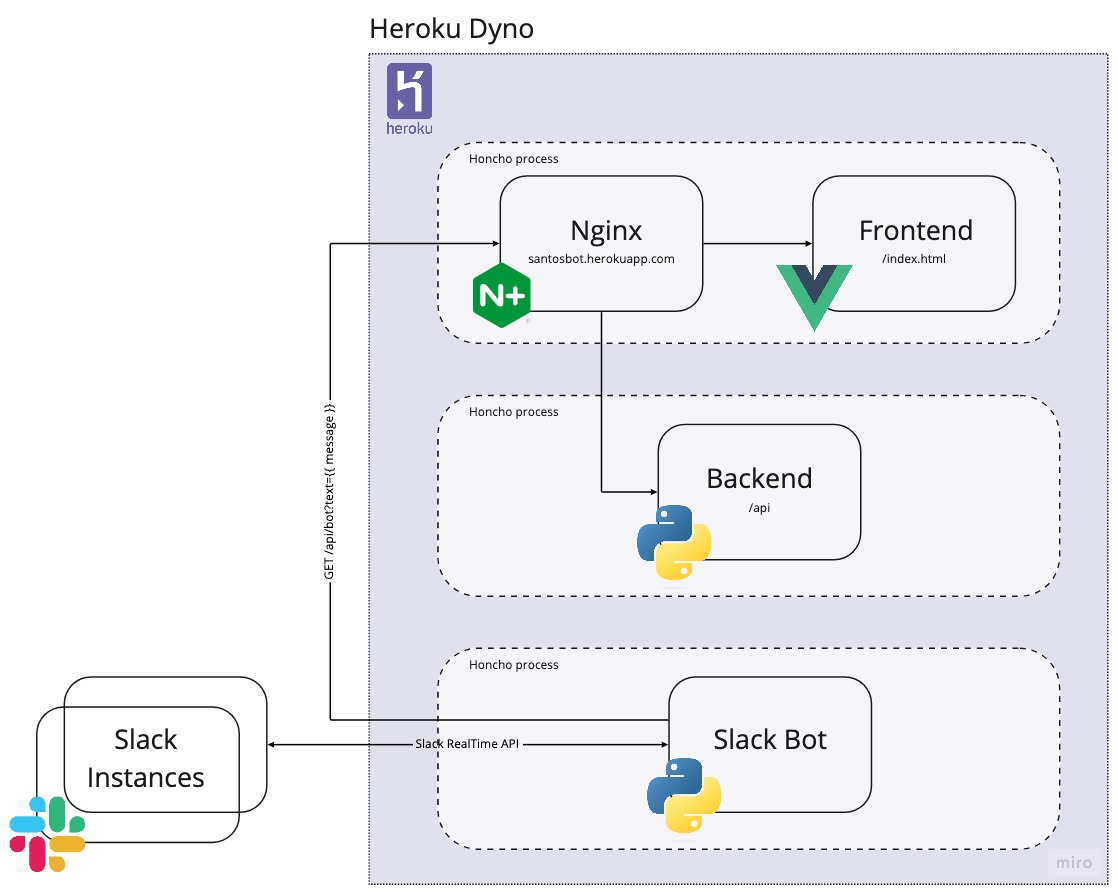 Heroku Dyno
heroku
Honcho process
Nginx
santosbot.herokuapp.com
N+
Frontend
/index.html
Honcho process
Backend
/api
GET /api/bot?text={{ message }}
Honcho process
Slack Bot
Slack RealTime API
Slack
Instances
miro